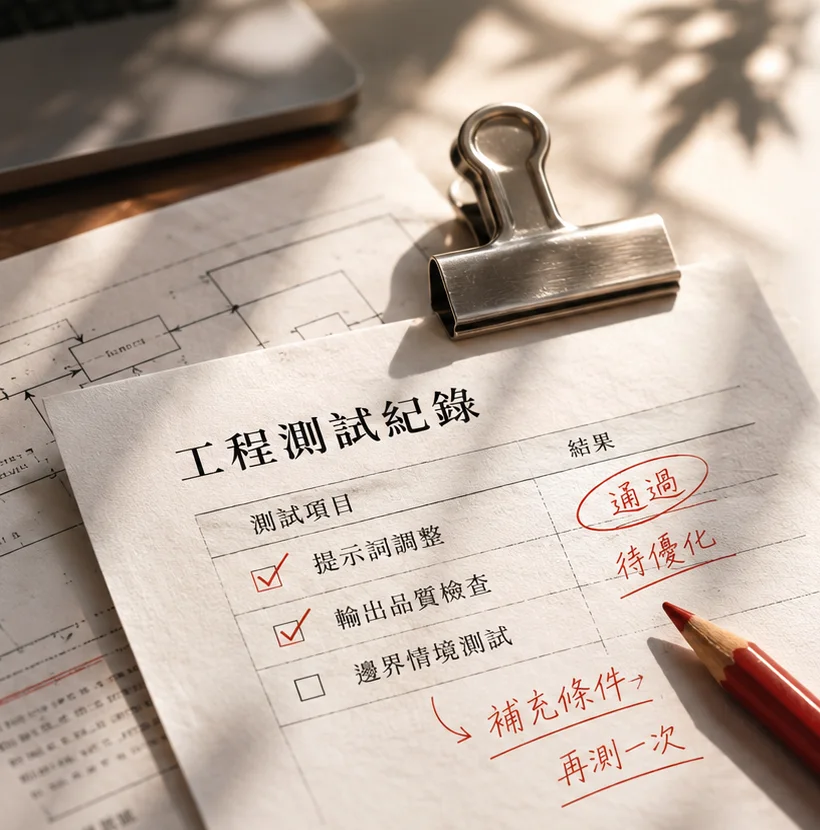 工程測試紀錄
測試項目 結果
提示詞調整 通過
輸出品質檢查 待優化
邊界情境測試
補充條件→
再測一次